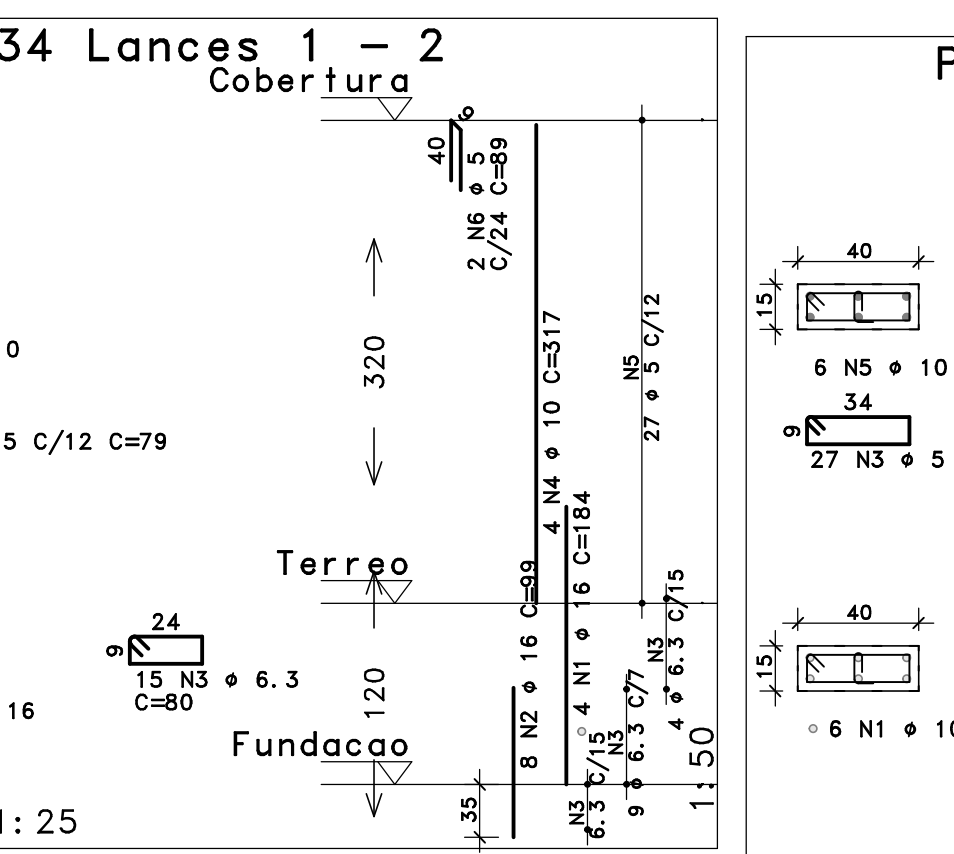 34 Lances 1 - 2
Cobertura
9
40
2 N6 ø 5
C/24 C=89
320
0
5 C/12 C=79
4 N4 ø 10 C=317
N5
27 ø 5 C/12
Terreo
24
9
15 N3 ø 6.3
C=80
16
120
8 N2 ø 16 C=99
4 N1 ø 16 C=184
N3
4 ø 6.3 C/15
N3
9 ø 6.3 C/7
N3
6.3 C/15
Fundacao
35
1:25
1:50
P
40
15
6 N5 ø 10
34
9
27 N3 ø 5
40
15
6 N1 ø 10